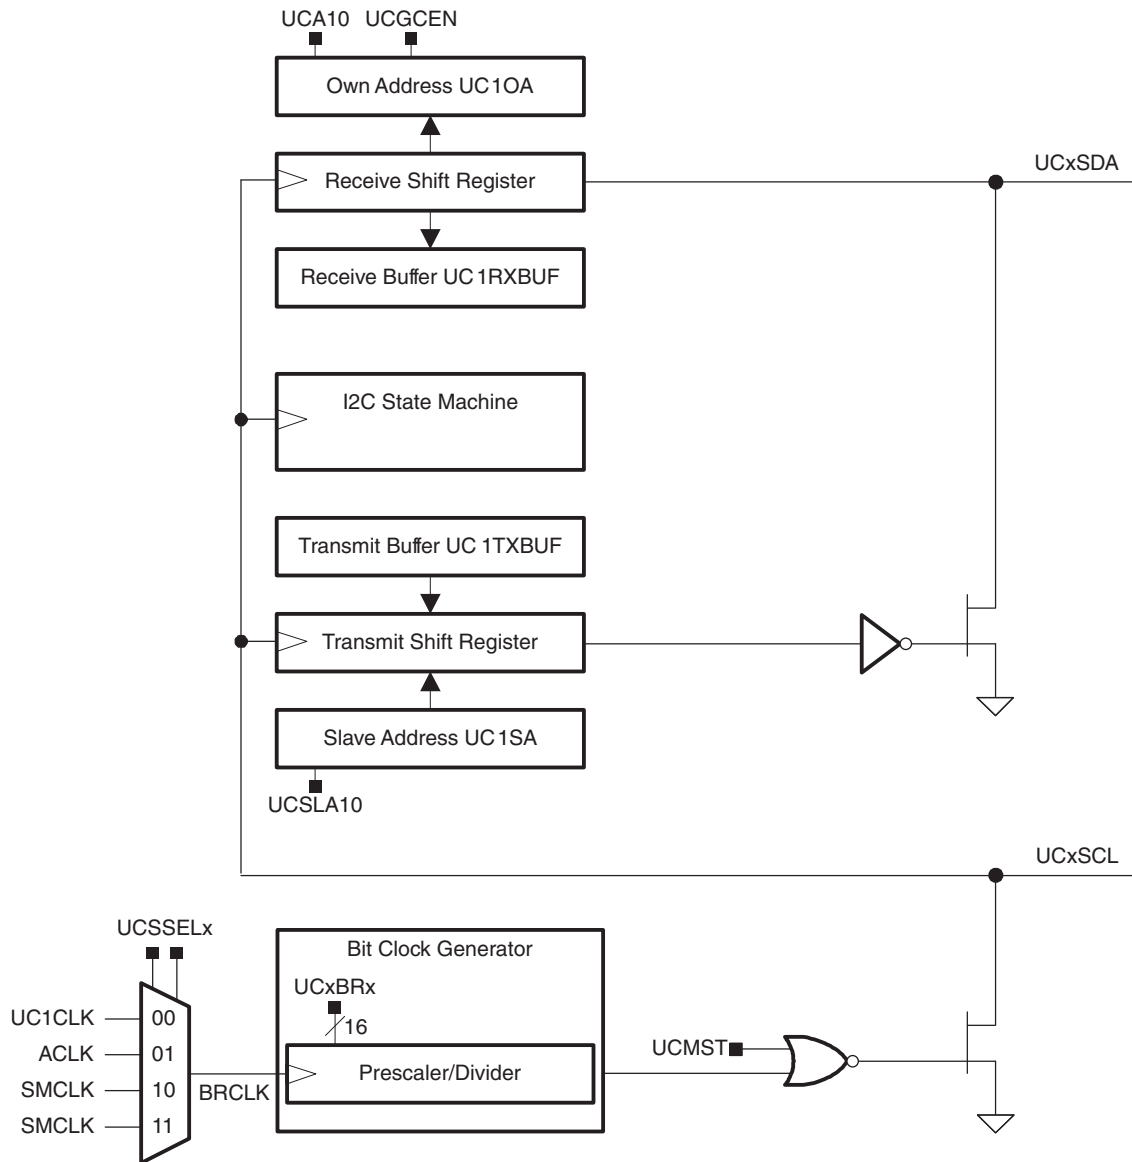 UCA10 UCGCEN
Own Address UC1OA
Receive Shift Register
UCxSDA
Receive Buffer UC1RXBUF
I2C State Machine
Transmit Buffer UC 1TXBUF
Transmit Shift Register
Slave Address UC1SA
UCSLA10
UCxSCL
UCSSELx
Bit Clock Generator
UCxBRx
16
UC1CLK 00
ACLK 01
SMCLK 10
SMCLK 11
BRCLK
Prescaler/Divider
UCMST